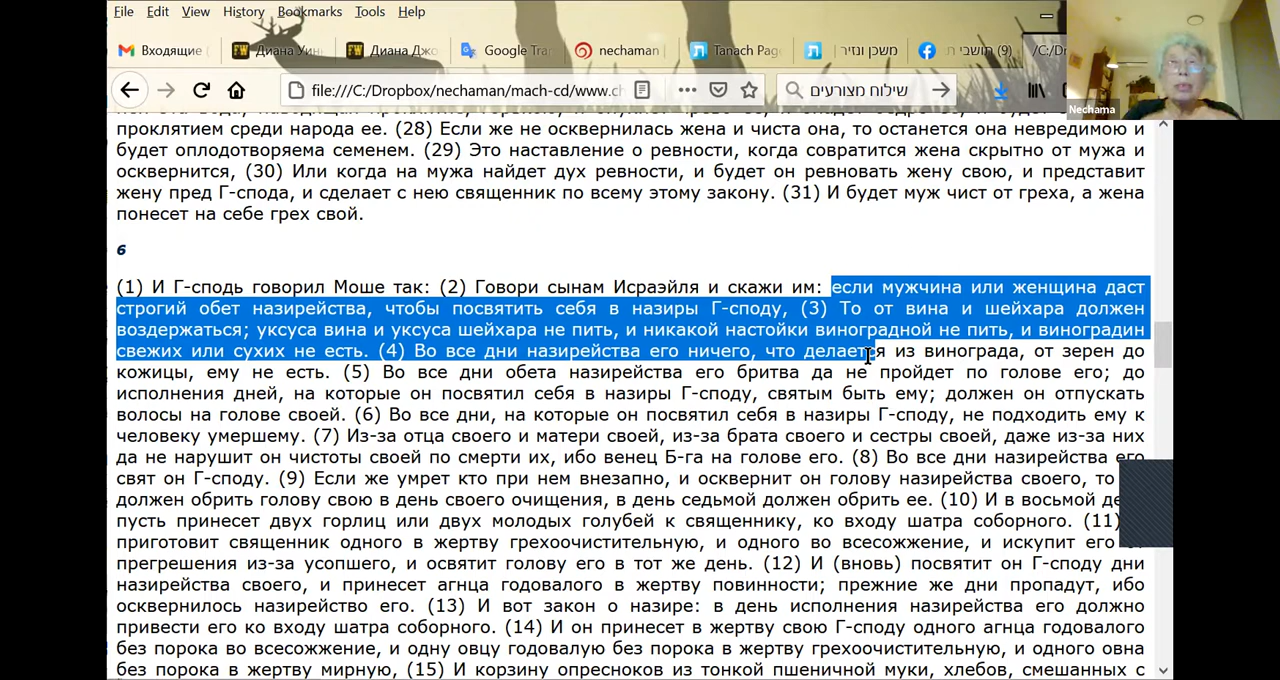 File Edit View History Bookmarks Tools Help
Входящие ( Диана Уин Диана Джо Google Tra nechaman Tanach Page משכן ונזיר (9) תושבי /C:/D
file:///C:/Dropbox/nechaman/mach-cd/www.ch ••• שילוח מצורעים
Nechama
проклятием среди народа ее. (28) Если же не осквернилась жена и чиста она, то останется она невредимою и
будет оплодотворяема семенем. (29) Это наставление о ревности, когда совратится жена скрытно от мужа и
осквернится, (30) Или когда на мужа найдет дух ревности, и будет он ревновать жену свою, и представит
жену пред Г-спода, и сделает с нею священник по всему этому закону. (31) И будет муж чист от греха, а жена
понесет на себе грех свой.
6
(1) И Г-сподь говорил Моше так: (2) Говори сынам Исраэйля и скажи им: если мужчина или женщина даст
строгий обет назирейства, чтобы посвятить себя в назиры Г-споду, (3) То от вина и шейхара должен
воздержаться; уксуса вина и уксуса шейхара не пить, и никакой настойки виноградной не пить, и виноградин
свежих или сухих не есть. (4) Во все дни назирейства его ничего, что делается из винограда, от зерен до
кожицы, ему не есть. (5) Во все дни обета назирейства его бритва да не пройдет по голове его; до
исполнения дней, на которые он посвятил себя в назиры Г-споду, святым быть ему; должен он отпускать
волосы на голове своей. (6) Во все дни, на которые он посвятил себя в назиры Г-споду, не подходить ему к
человеку умершему. (7) Из-за отца своего и матери своей, из-за брата своего и сестры своей, даже из-за них
да не нарушит он чистоты своей по смерти их, ибо венец Б-га на голове его. (8) Во все дни назирейства его
свят он Г-споду. (9) Если же умрет кто при нем внезапно, и осквернит он голову назирейства своего, то
должен обрить голову свою в день своего очищения, в день седьмой должен обрить ее. (10) И в восьмой де
пусть принесет двух горлиц или двух молодых голубей к священнику, ко входу шатра соборного. (11)
приготовит священник одного в жертву грехоочистительную, и одного во всесожжение, и искупит его
прегрешения из-за усопшего, и освятит голову его в тот же день. (12) И (вновь) посвятит он Г-споду дни
назирейства своего, и принесет агнца годовалого в жертву повинности; прежние же дни пропадут, ибо
осквернилось назирейство его. (13) И вот закон о назире: в день исполнения назирейства его должно
привести его ко входу шатра соборного. (14) И он принесет в жертву свою Г-споду одного агнца годовалого
без порока во всесожжение, и одну овцу годовалую без порока в жертву грехоочистительную, и одного овна
без порока в жертву мирную, (15) И корзину опресноков из тонкой пшеничной муки, хлебов, смешанных с